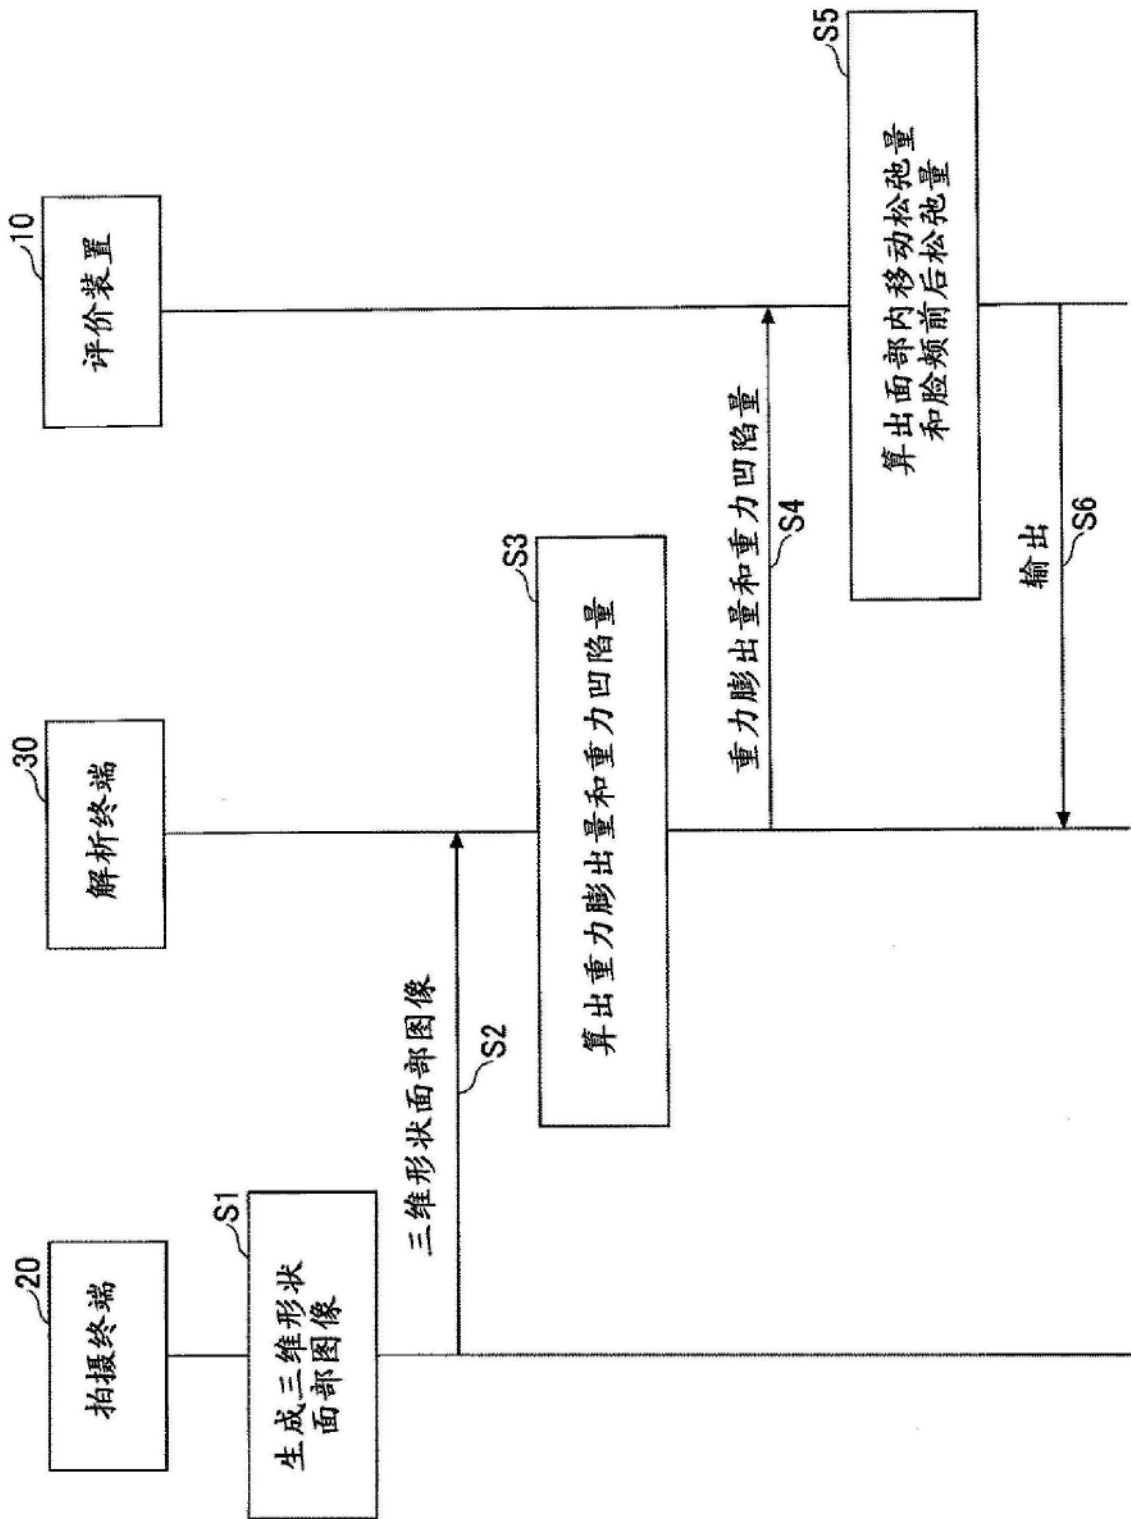 20
拍摄终端
30
解析终端
10
评价装置
S1
生成三维形状
面部图像
三维形状面部图像
S2
S3
算出重力膨出量和重力凹陷量
重力膨出量和重力凹陷量
S4
S5
算出面部内移动松弛量
和脸颊前后松弛量
输出
S6